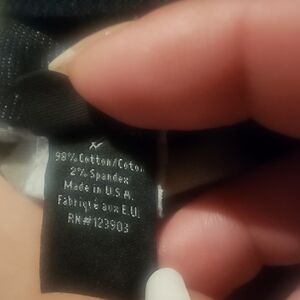 98% Cotton/Coton
2% Spandex
Made in U.S.A.
Fabriqué aux E.U.
RN#123903